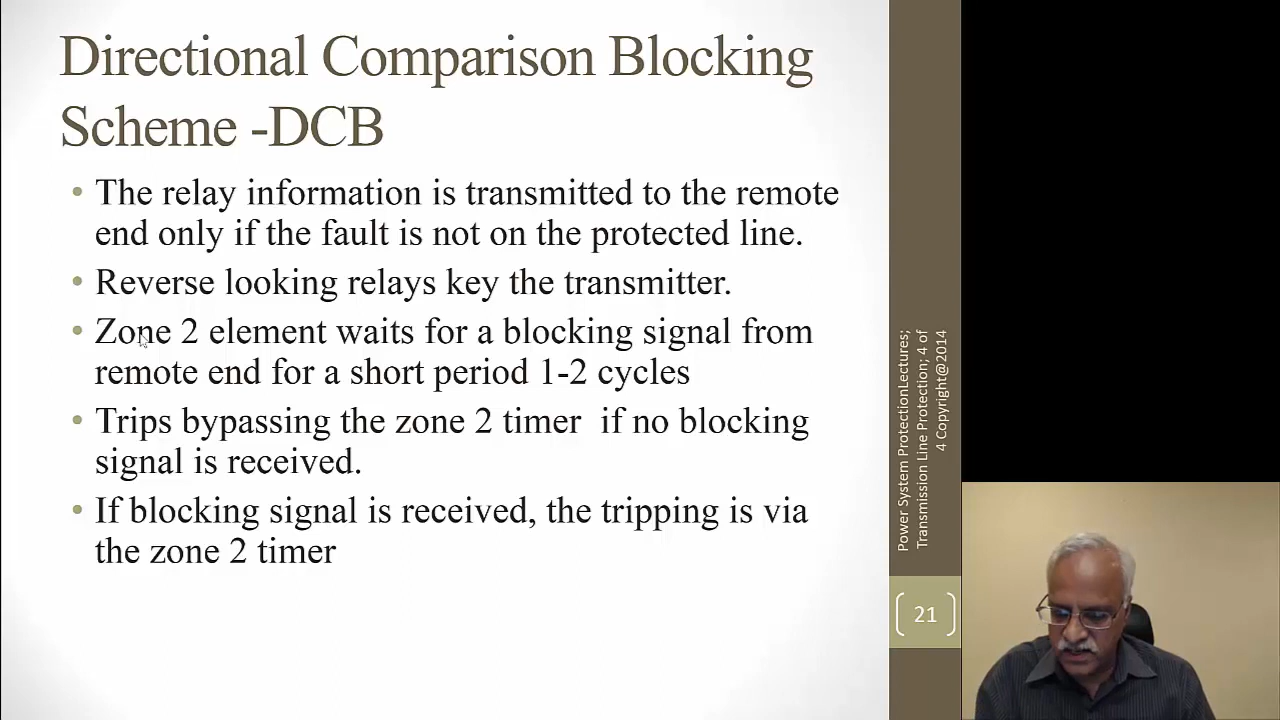 Directional Comparison Blocking
Scheme -DCB
• The relay information is transmitted to the remote
end only if the fault is not on the protected line.
• Reverse looking relays key the transmitter.
• Zone 2 element waits for a blocking signal from
remote end for a short period 1-2 cycles
• Trips bypassing the zone 2 timer if no blocking
signal is received.
• If blocking signal is received, the tripping is via
the zone 2 timer
Power System ProtectionLectures;
Transmission Line Protection; 4 of
4 Copyright@2014
21